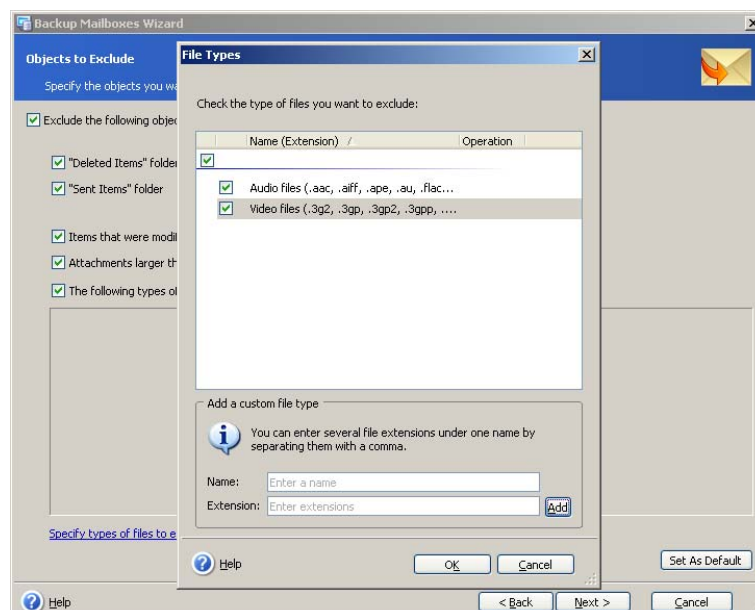 Backup Mailboxes Wizard
Objects to Exclude
Specify the objects you wa
Exclude the following objec
"Deleted Items" folder
"Sent Items" folder
Items that were modi
Attachments larger th
The following types of
Specify types of files to e
File Types
Check the type of files you want to exclude:
Name (Extension) Operation
Audio files (.aac, .aiff, .ape, .au, .flac...
Video files (.3g2, .3gp, .3gp2, .3gpp, ....
Add a custom file type
You can enter several file extensions under one name by
separating them with a comma.
Name: Enter a name
Extension: Enter extensions Add
Help OK Cancel
Set As Default
Help < Back Next > Cancel